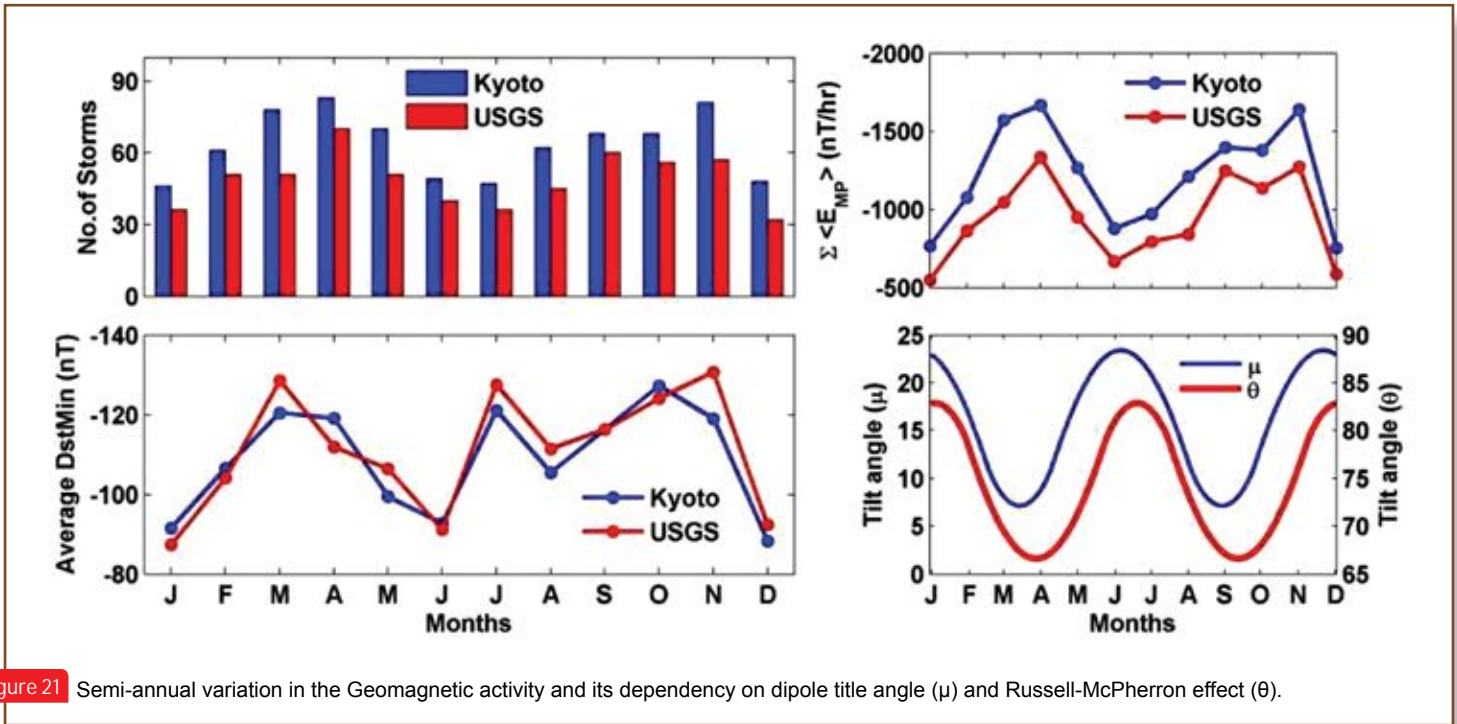 90
60
30
0
No.of Storms
Kyoto
USGS
-2000
-1500
-1000
-500
Σ <E_MP> (nT/hr)
Kyoto
USGS
-140
-120
-100
-80
Average DstMin (nT)
Kyoto
USGS
J F M A M J J A S O N D
Months
25
20
15
10
5
0
Tilt angle (μ)
μ
θ
90
85
80
75
70
65
Tilt angle (θ)
J F M A M J J A S O N D
Months
gure 21 Semi-annual variation in the Geomagnetic activity and its dependency on dipole title angle (μ) and Russell-McPherron effect (θ).